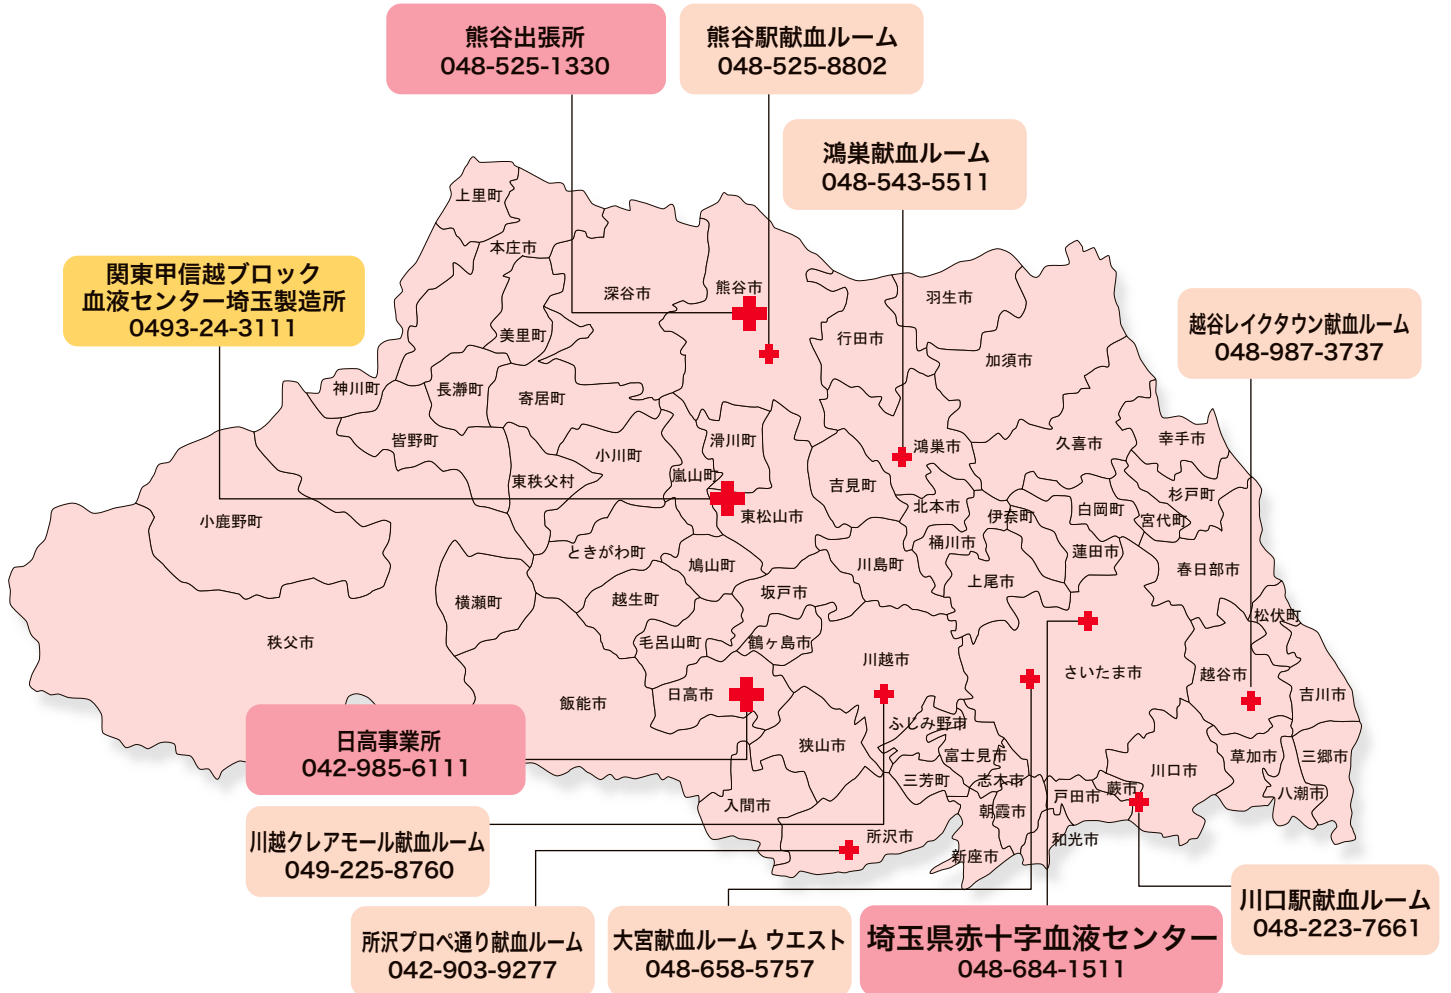 熊谷出張所
048-525-1330
熊谷駅献血ルーム
048-525-8802
鴻巣献血ルーム
048-543-5511
関東甲信越ブロック
血液センター埼玉製造所
0493-24-3111
越谷レイクタウン献血ルーム
048-987-3737
上里町
本庄市
深谷市
熊谷市
羽生市
美里町
行田市
加須市
神川町
長瀞町
寄居町
皆野町
滑川町
鴻巣市
久喜市
幸手市
小川町
嵐山町
東秩父村
吉見町
杉戸町
北本市
伊奈町
白岡町
宮代町
小鹿野町
東松山市
ときがわ町
桶川市
蓮田市
鳩山町
川島町
上尾市
春日部市
横瀬町
越生町
坂戸市
松伏町
秩父市
毛呂山町
鶴ヶ島市
川越市
さいたま市
越谷市
飯能市
日高市
吉川市
ふじみ野市
狭山市
富士見市
草加市
三郷市
川口市
三芳町
志木市
戸田市
蕨市
八潮市
入間市
朝霞市
所沢市
和光市
新座市
日高事業所
042-985-6111
川越クレアモール献血ルーム
049-225-8760
所沢プロペ通り献血ルーム
042-903-9277
大宮献血ルーム ウエスト
048-658-5757
埼玉県赤十字血液センター
048-684-1511
川口駅献血ルーム
048-223-7661